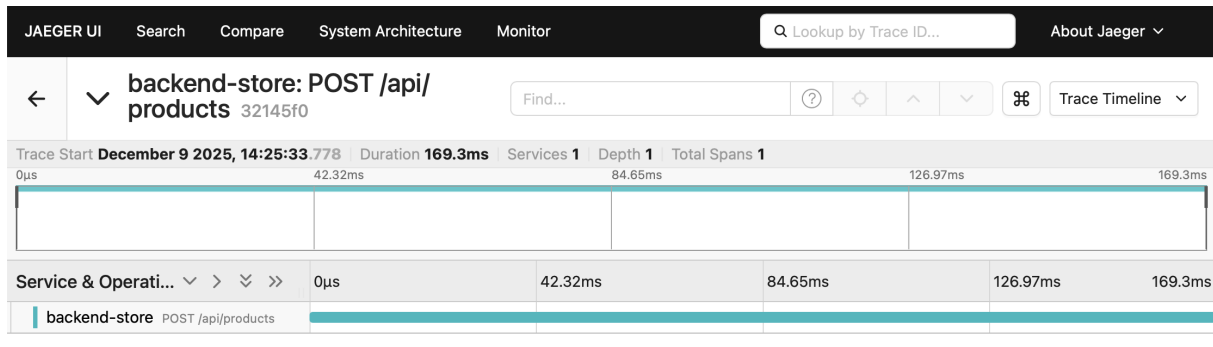 JAEGER UI Search Compare System Architecture Monitor Lookup by Trace ID... About Jaeger
backend-store: POST /api/
products 32145f0
Find... Trace Timeline
Trace Start December 9 2025, 14:25:33.778 Duration 169.3ms Services 1 Depth 1 Total Spans 1
0μs 42.32ms 84.65ms 126.97ms 169.3ms
Service & Operati... 0μs 42.32ms 84.65ms 126.97ms 169.3ms
backend-store POST /api/products